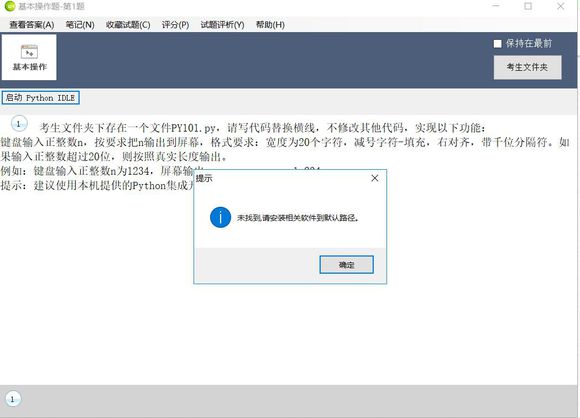 基本操作题-第1题
查看答案(A) 笔记(N) 收藏试题(C) 评分(P) 试题评析(Y) 帮助(H)
基本操作
保持在最前
考生文件夹
启动 Python IDLE
1 考生文件夹下存在一个文件PY101.py，请写代码替换横线，不修改其他代码，实现以下功能：
键盘输入正整数n，按要求把n输出到屏幕，格式要求：宽度为20个字符，减号字符-填充，右对齐，带千位分隔符。如
果输入正整数超过20位，则按照真实长度输出。
例如：键盘输入正整数n为1234，屏幕输出
提示：建议使用本机提供的Python集成开
提示
未找到,请安装相关软件到默认路径。
确定
1